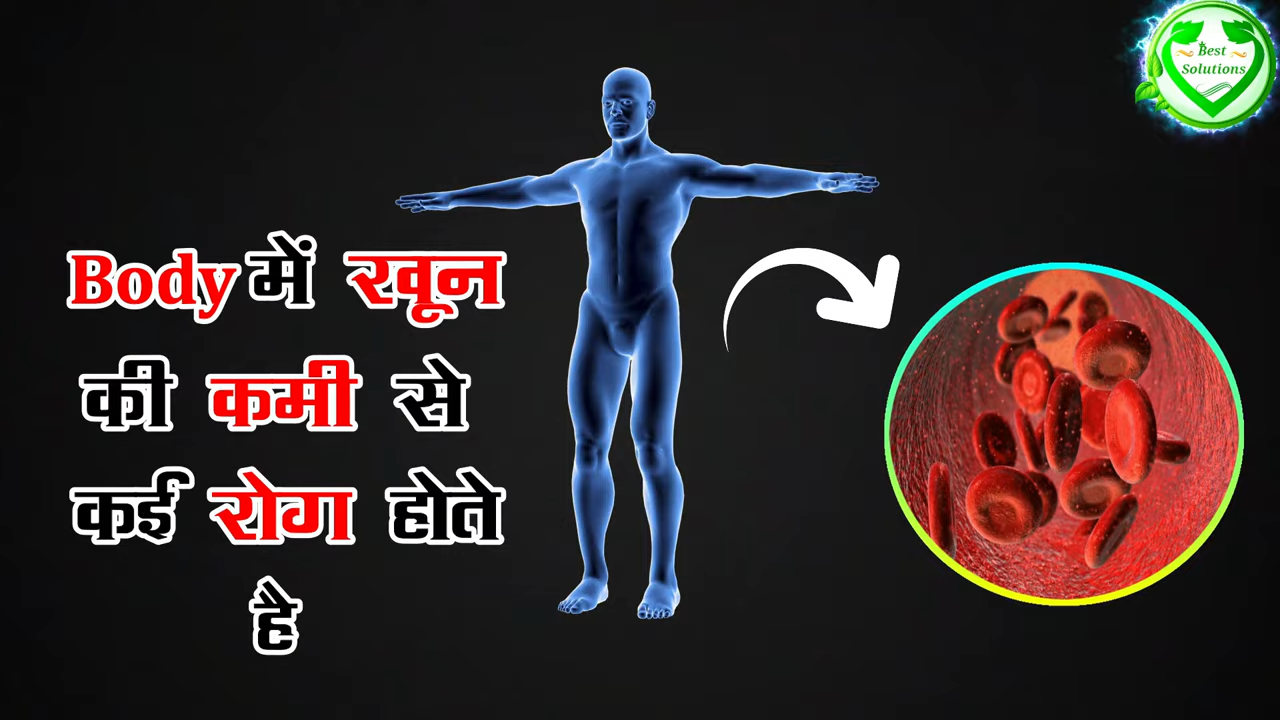 Body में खून
की कमी से
कई रोग होते
है
Best
Solutions